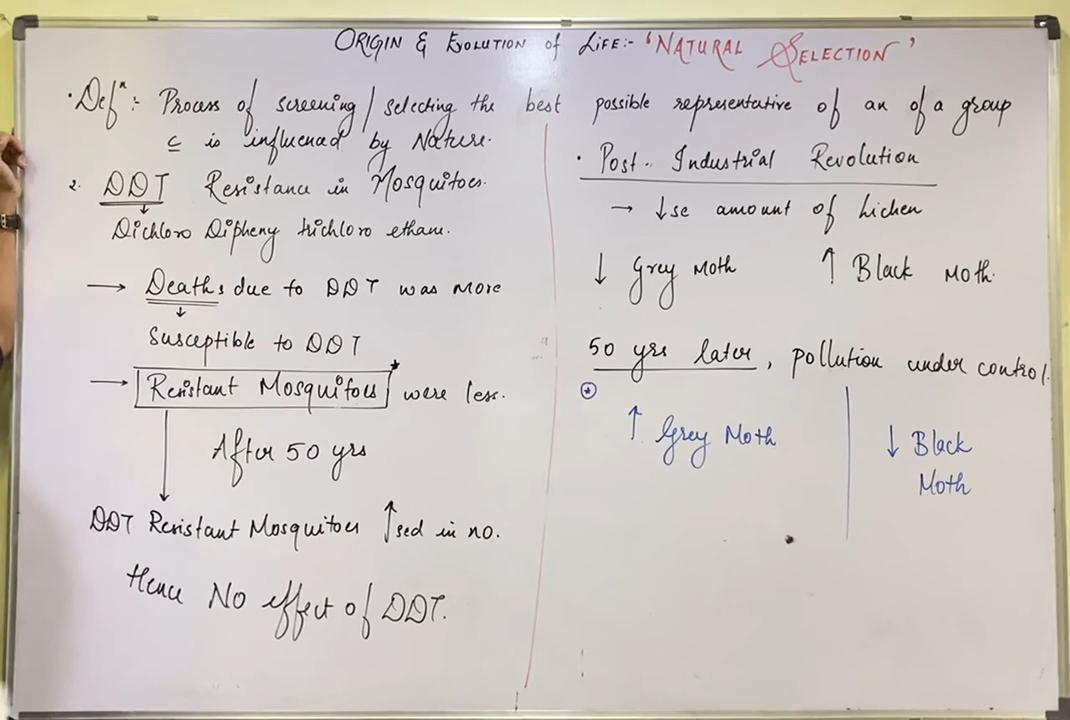 ORIGIN & EVOLUTION of LiFE:- 'NATURAL SELECTION'
· Defⁿ: Process of screening / selecting the best possible representative of an of a group
c̲ is influenced by Nature.
2. DDT Resistance in Mosquitoes.
↓
Dichloro Dipheny trichloro ethane.
→ Deaths due to DDT was more
↓
Susceptible to DDT
→ Resistant Mosquitoes * were less.
After 50 yrs
DDT Resistant Mosquitoes ↑sed in no.
Hence No effect of DDT.
· Post.. Industrial Revolution
→ ↓se amount of Lichen
↓ Grey Moth ↑ Black Moth.
50 yrs later, pollution under control.
↑ Grey Moth ↓ Black
Moth